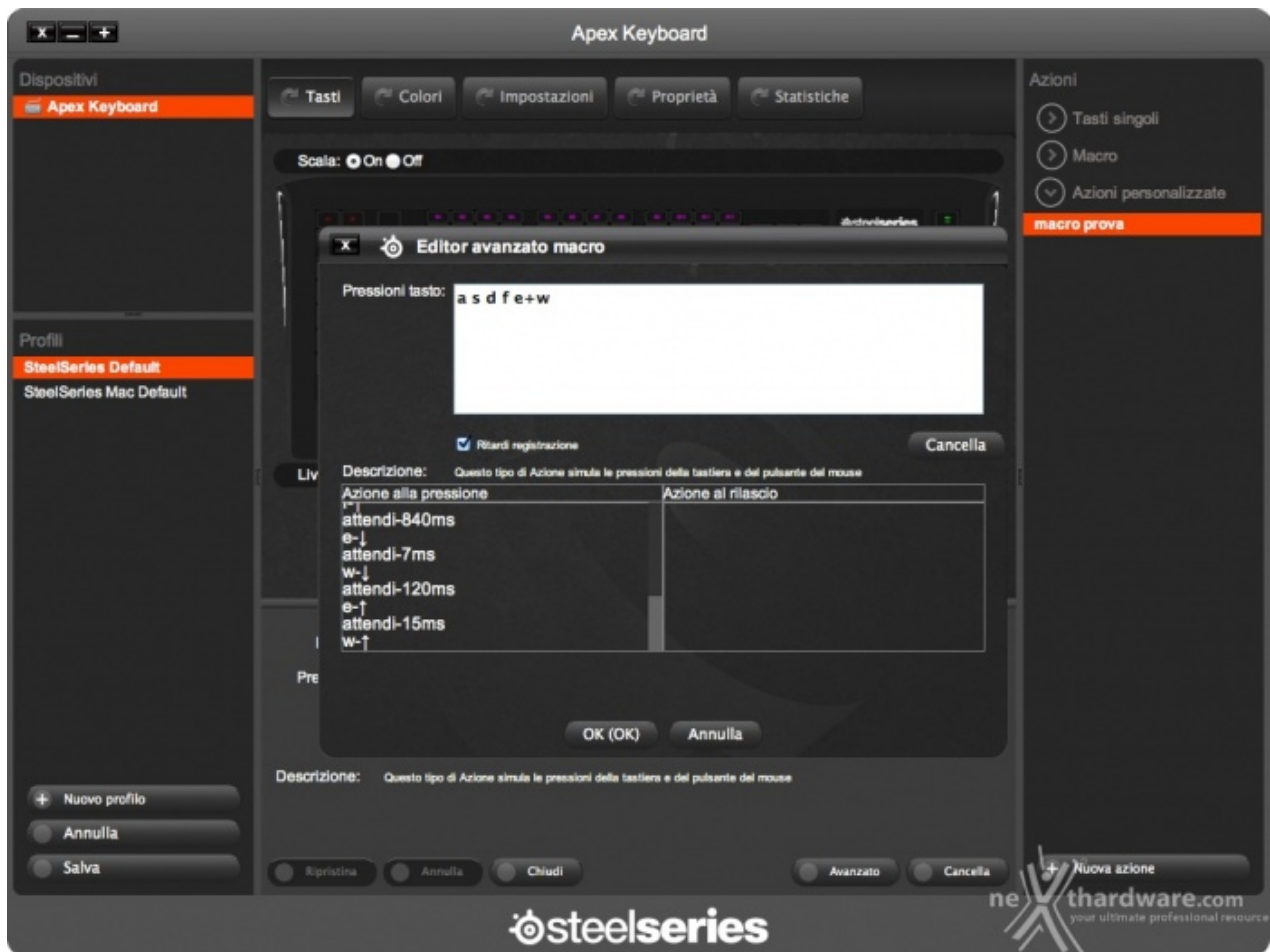 Apex Keyboard
Dispositivi
Apex Keyboard
Profili
SteelSeries Default
SteelSeries Mac Default
+ Nuovo profilo
Annulla
Salva
Tasti Colori Impostazioni Proprietà Statistiche
Scala: On Off
steelseries
Editor avanzato macro
Pressioni tasto: a s d f e+w
Ritardi registrazione
Cancella
Liv
Descrizione: Questo tipo di Azione simula le pressioni della tastiera e del pulsante del mouse
Azione alla pressione Azione al rilascio
attendi-840ms
e-↓
attendi-7ms
w-↓
attendi-120ms
e-↑
attendi-15ms
w-↑
Pre
OK (OK) Annulla
Descrizione: Questo tipo di Azione simula le pressioni della tastiera e del pulsante del mouse
Ripristina Annulla Chiudi Avanzato Cancella
Azioni
Tasti singoli
Macro
Azioni personalizzate
macro prova
+ Nuova azione
steelseries
nexthardware.com
your ultimate professional resource